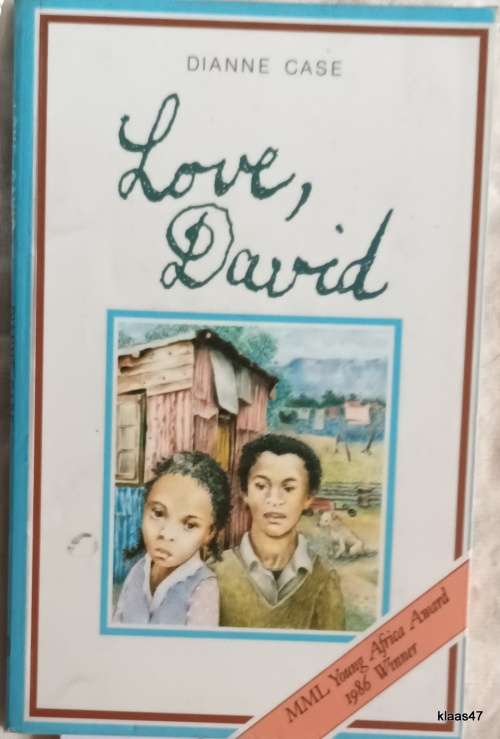 DIANNE CASE
Love,
David
MML Young Africa Award
1986 Winner
klaas47